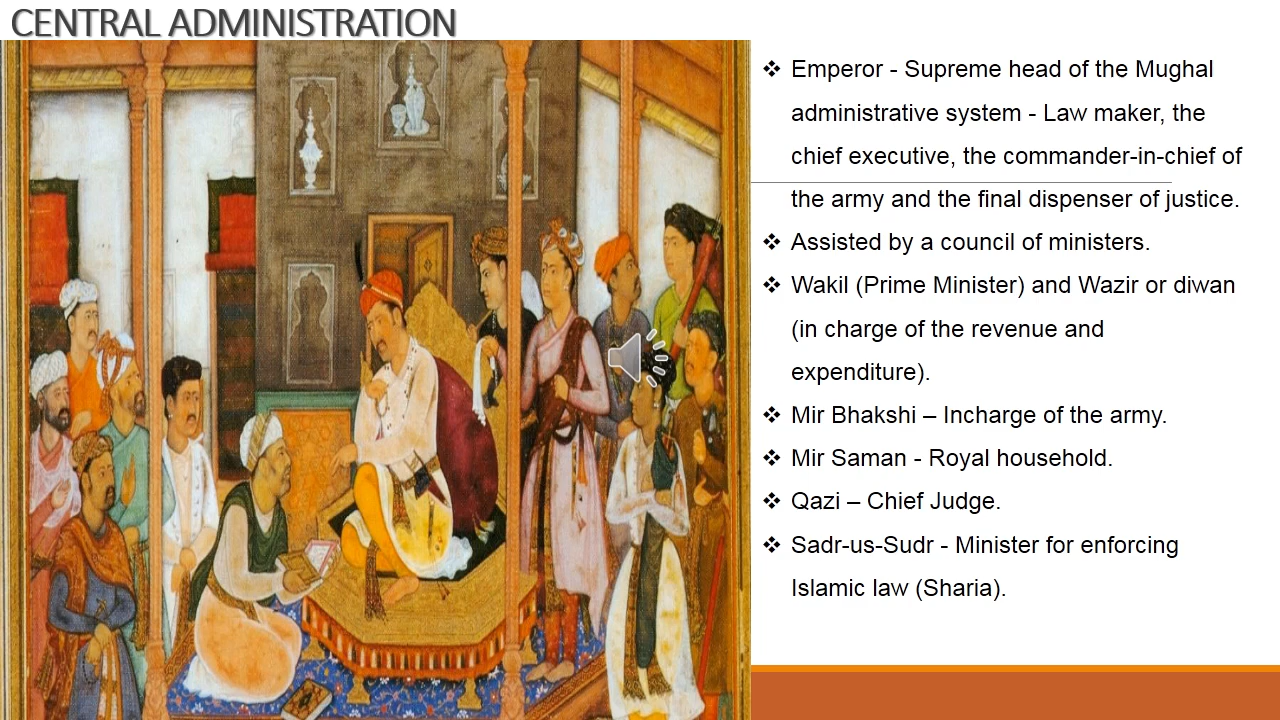 CENTRAL ADMINISTRATION
❖ Emperor - Supreme head of the Mughal
administrative system - Law maker, the
chief executive, the commander-in-chief of
the army and the final dispenser of justice.
❖ Assisted by a council of ministers.
❖ Wakil (Prime Minister) and Wazir or diwan
(in charge of the revenue and
expenditure).
❖ Mir Bhakshi – Incharge of the army.
❖ Mir Saman - Royal household.
❖ Qazi – Chief Judge.
❖ Sadr-us-Sudr - Minister for enforcing
Islamic law (Sharia).